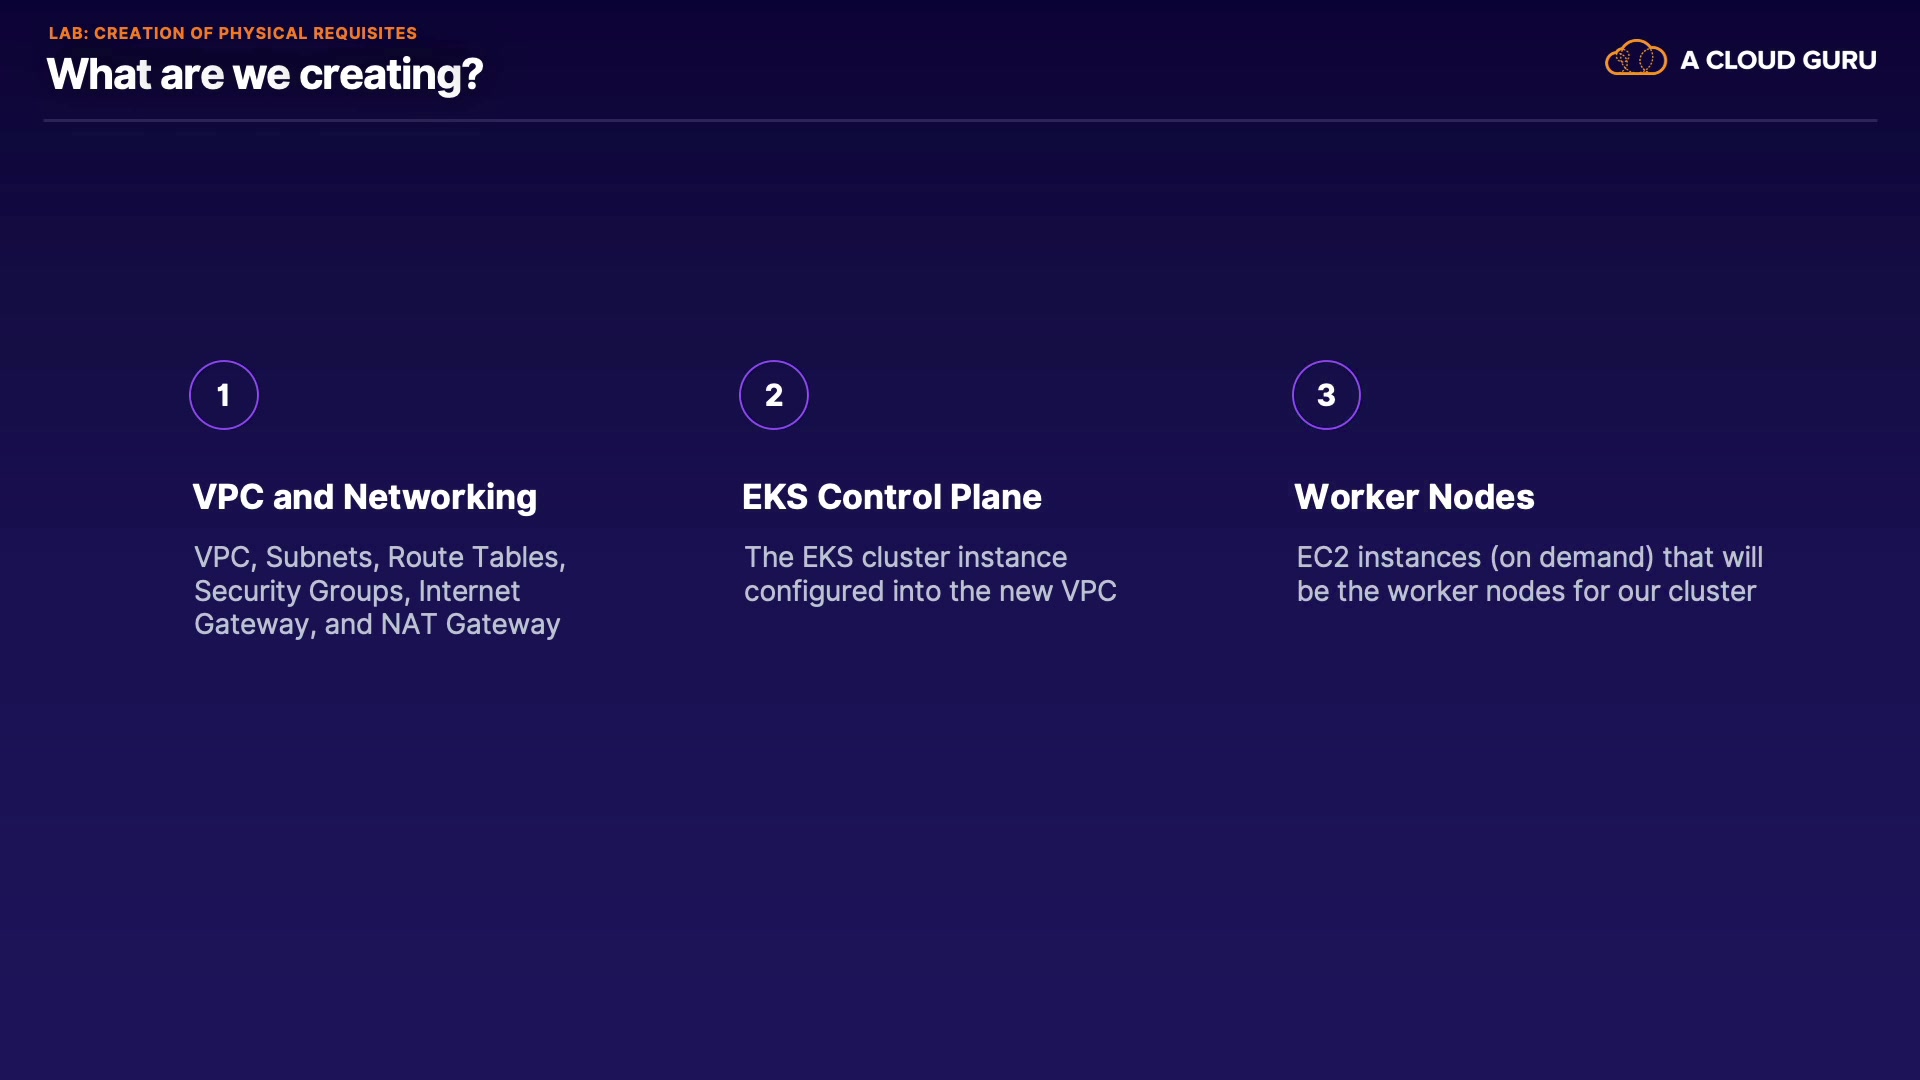 LAB: CREATION OF PHYSICAL REQUISITES
What are we creating?
A CLOUD GURU
1
VPC and Networking
VPC, Subnets, Route Tables,
Security Groups, Internet
Gateway, and NAT Gateway
2
EKS Control Plane
The EKS cluster instance
configured into the new VPC
3
Worker Nodes
EC2 instances (on demand) that will
be the worker nodes for our cluster